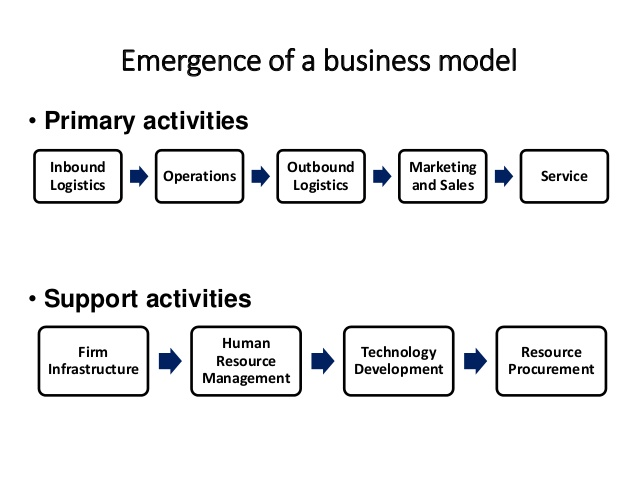 Emergence of a business model
• Primary activities
Inbound
Logistics
Operations
Outbound
Logistics
Marketing
and Sales
Service
• Support activities
Firm
Infrastructure
Human
Resource
Management
Technology
Development
Resource
Procurement